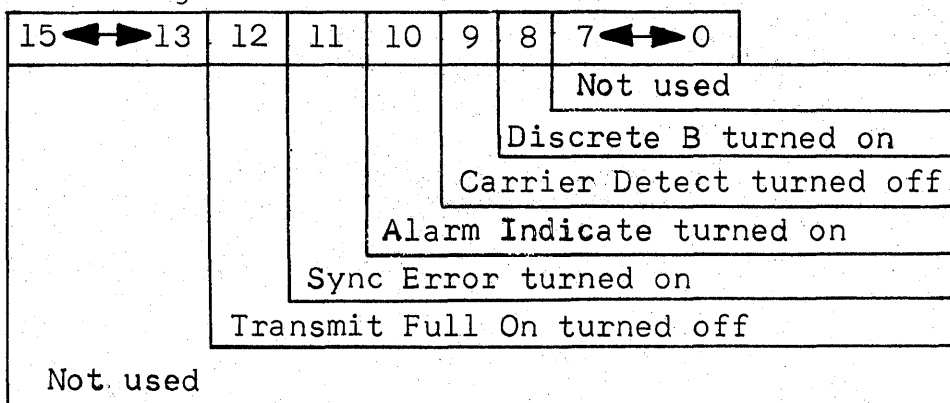 15 13 12 11 10 9 8 7 0
Not used
Discrete B turned on
Carrier Detect turned off
Alarm Indicate turned on
Sync Error turned on
Transmit Full On turned off
Not used